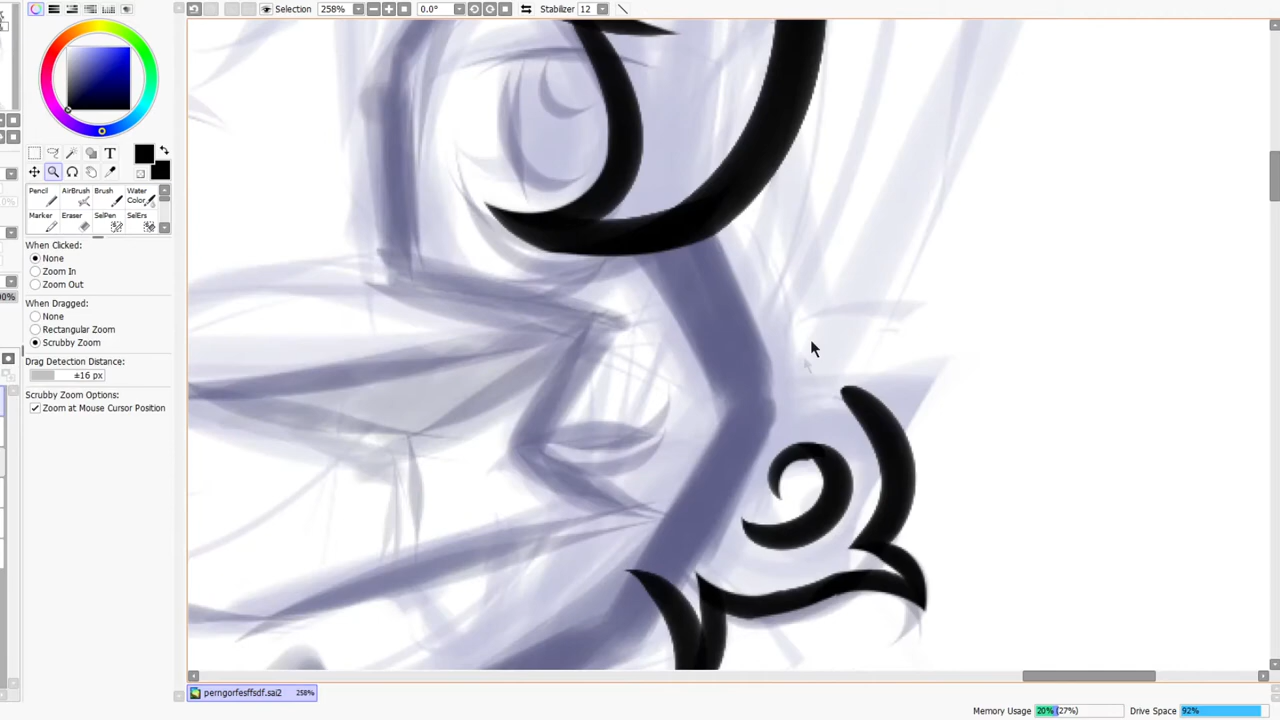 Selection 258% 0.0° Stabilizer 12
T
Pencil AirBrush Brush Water Color
Marker Eraser SelPen SelErs
When Clicked:
None
Zoom In
Zoom Out
When Dragged:
None
Rectangular Zoom
Scrubby Zoom
Drag Detection Distance:
±16 px
Scrubby Zoom Options:
Zoom at Mouse Cursor Position
perngorfesffsdf.sai2 258%
Memory Usage 20% (27%) Drive Space 92%